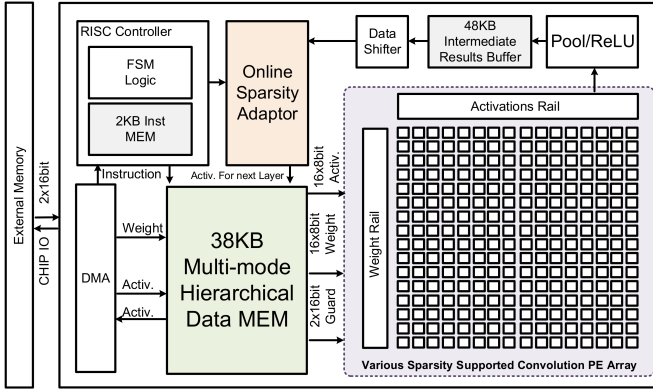 External Memory
CHIP IO
2x16bit
RISC Controller
FSM
Logic
2KB Inst
MEM
Instruction
DMA
Weight
Activ.
Activ.
Online
Sparsity
Adaptor
Activ. For next Layer
38KB
Multi-mode
Hierarchical
Data MEM
Data
Shifter
48KB
Intermediate
Results Buffer
Pool/ReLU
16x8bit
Activ.
16x8bit
Weight
2x16bit
Guard
Activations Rail
Weight Rail
Various Sparsity Supported Convolution PE Array